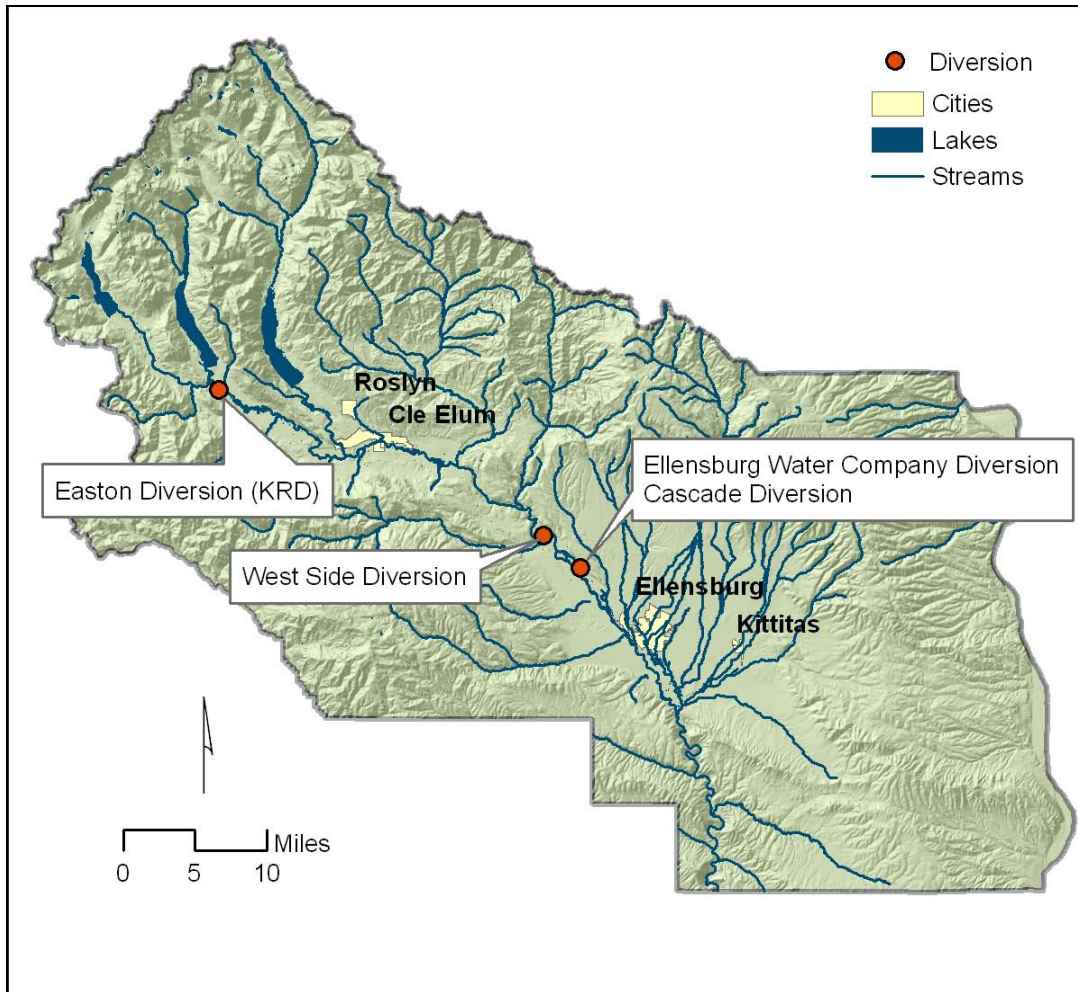 Diversion
Cities
Lakes
Streams
Roslyn
Cle Elum
Easton Diversion (KRD)
Ellensburg Water Company Diversion
Cascade Diversion
West Side Diversion
Ellensburg
Kittitas
Miles
0 5 10